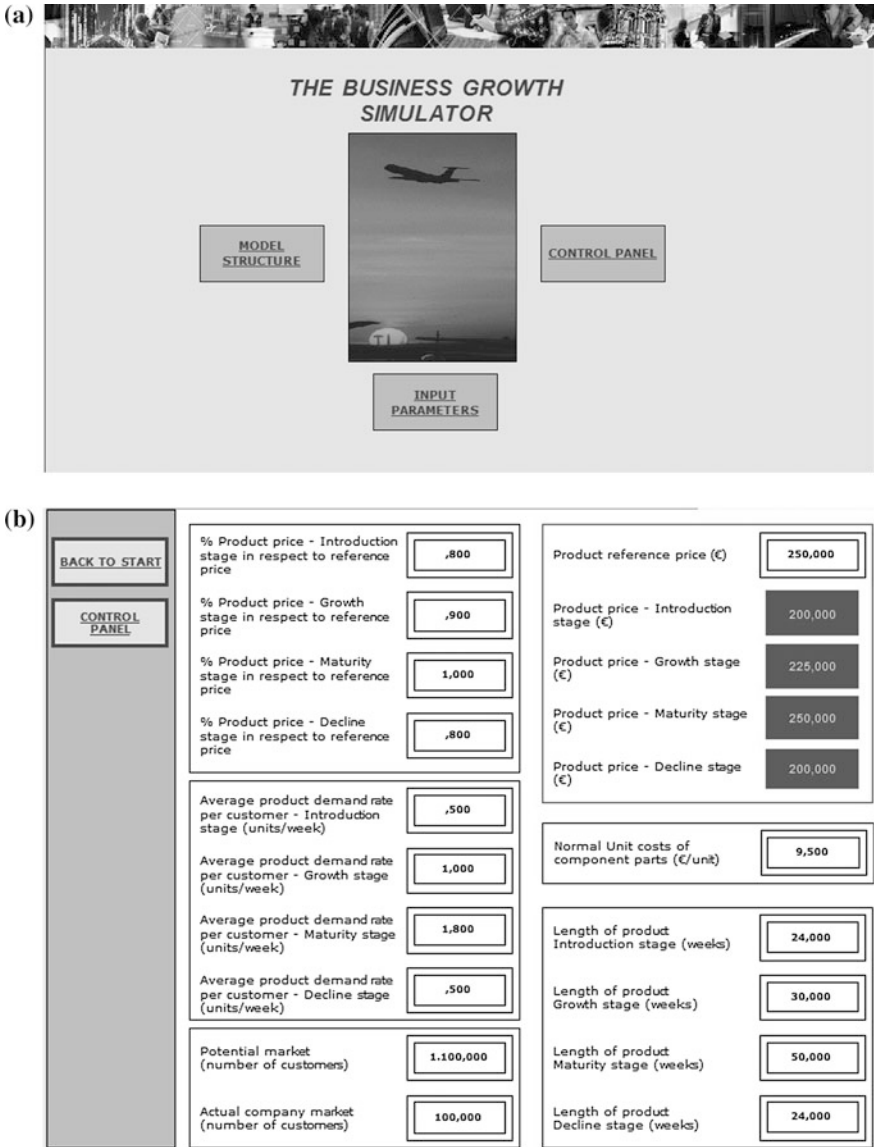 (a)
THE BUSINESS GROWTH
SIMULATOR
MODEL
STRUCTURE
CONTROL PANEL
INPUT
PARAMETERS
(b)
BACK TO START
CONTROL
PANEL
% Product price - Introduction
stage in respect to reference
price
,800
% Product price - Growth
stage in respect to reference
price
,900
% Product price - Maturity
stage in respect to reference
price
1,000
% Product price - Decline
stage in respect to reference
price
,800
Average product demand rate
per customer - Introduction
stage (units/week)
,500
Average product demand rate
per customer - Growth stage
(units/week)
1,000
Average product demand rate
per customer - Maturity stage
(units/week)
1,800
Average product demand rate
per customer - Decline stage
(units/week)
,500
Potential market
(number of customers)
1.100,000
Actual company market
(number of customers)
100,000
Product reference price (€)
250,000
Product price - Introduction
stage (€)
200,000
Product price - Growth stage
(€)
225,000
Product price - Maturity stage
(€)
250,000
Product price - Decline stage
(€)
200,000
Normal Unit costs of
component parts (€/unit)
9,500
Length of product
Introduction stage (weeks)
24,000
Length of product
Growth stage (weeks)
30,000
Length of product
Maturity stage (weeks)
50,000
Length of product
Decline stage (weeks)
24,000